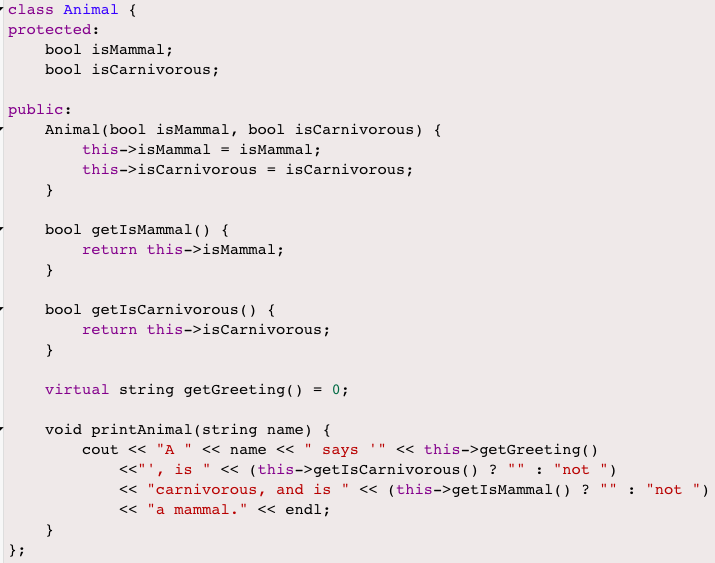 class Animal {
protected:
    bool isMammal;
    bool isCarnivorous;

public:
    Animal(bool isMammal, bool isCarnivorous) {
        this->isMammal = isMammal;
        this->isCarnivorous = isCarnivorous;
    }

    bool getIsMammal() {
        return this->isMammal;
    }

    bool getIsCarnivorous() {
        return this->isCarnivorous;
    }

    virtual string getGreeting() = 0;

    void printAnimal(string name) {
        cout << "A " << name << " says '" << this->getGreeting()
            <<"', is " << (this->getIsCarnivorous() ? "" : "not ")
            << "carnivorous, and is " << (this->getIsMammal() ? "" : "not ")
            << "a mammal." << endl;
    }
};